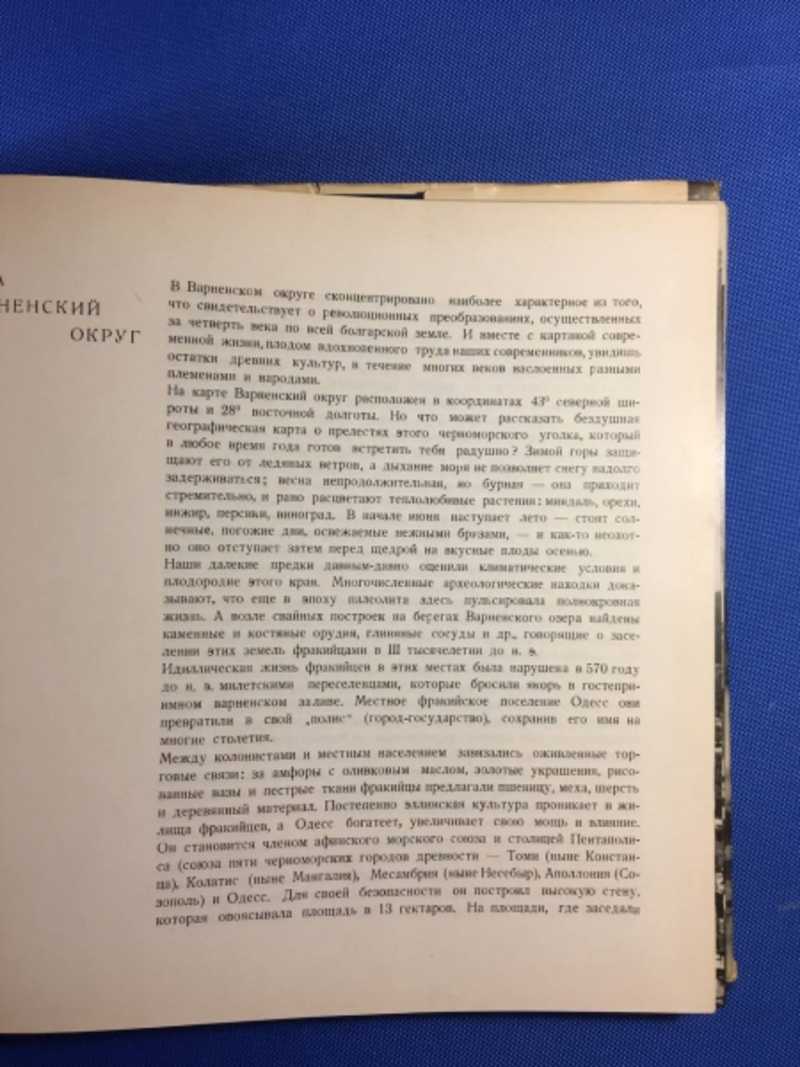 А
НЕНСКИЙ
ОКРУГ
В Варненском округе сконцентрировано наиболее характерное из того,
что свидетельствует о революционных преобразованиях, осуществленных
за четверть века по всей болгарской земле. И вместе с картиной совре-
менной жизни, плодом вдохновенного труда наших современников, увидишь
остатки древних культур, в течение многих веков наслоенных разными
племенами и народами.
На карте Варненский округ расположен в координатах 43° северной ши-
роты и 28° восточной долготы. Но что может рассказать бездушная
географическая карта о прелестях этого черноморского уголка, который
в любое время года готов встретить тебя радушно? Зимой горы защи-
щают его от ледяных ветров, а дыхание моря не позволяет снегу надолго
задерживаться; весна непродолжительная, но бурная — она приходит
стремительно, и рано расцветают теплолюбивые растения: миндаль, орехи,
инжир, персики, виноград. В начале июня наступает лето — стоят сол-
нечные, погожие дни, освежаемые нежными бризами, — и как-то неохот-
но оно отступает затем перед щедрой на вкусные плоды осенью.
Наши далекие предки давным-давно оценили климатические условия и
плодородие этого края. Многочисленные археологические находки дока-
зывают, что еще в эпоху палеолита здесь пульсировала полнокровная
жизнь. А возле свайных построек на берегах Варненского озера найдены
каменные и костяные орудия, глиняные сосуды и др., говорящие о засе-
лении этих земель фракийцами в III тысячелетии до н. э.
Идиллическая жизнь фракийцев в этих местах была нарушена в 570 году
до н. э. милетскими переселенцами, которые бросили якорь в гостепри-
имном варненском заливе. Местное фракийское поселение Одесс они
превратили в свой „полис“ (город-государство), сохранив его имя на
многие столетия.
Между колонистами и местным населением завязались оживленные тор-
говые связи: за амфоры с оливковым маслом, золотые украшения, рисо-
ванные вазы и пестрые ткани фракийцы предлагали пшеницу, меха, шерсть
и деревянный материал. Постепенно эллинская культура проникает в жи-
лища фракийцев, а Одесс богатеет, увеличивает свою мощь и влияние.
Он становится членом афинского морского союза и столицей Пентаполи-
са (союза пяти черноморских городов древности — Томи (ныне Констан-
ца), Колатис (ныне Мангалия), Месамбрия (ныне Несебыр), Аполлония (Со-
зополь) и Одесс. Для своей безопасности он построил высокую стену,
которая опоясывала площадь в 13 гектаров. На площади, где заседали